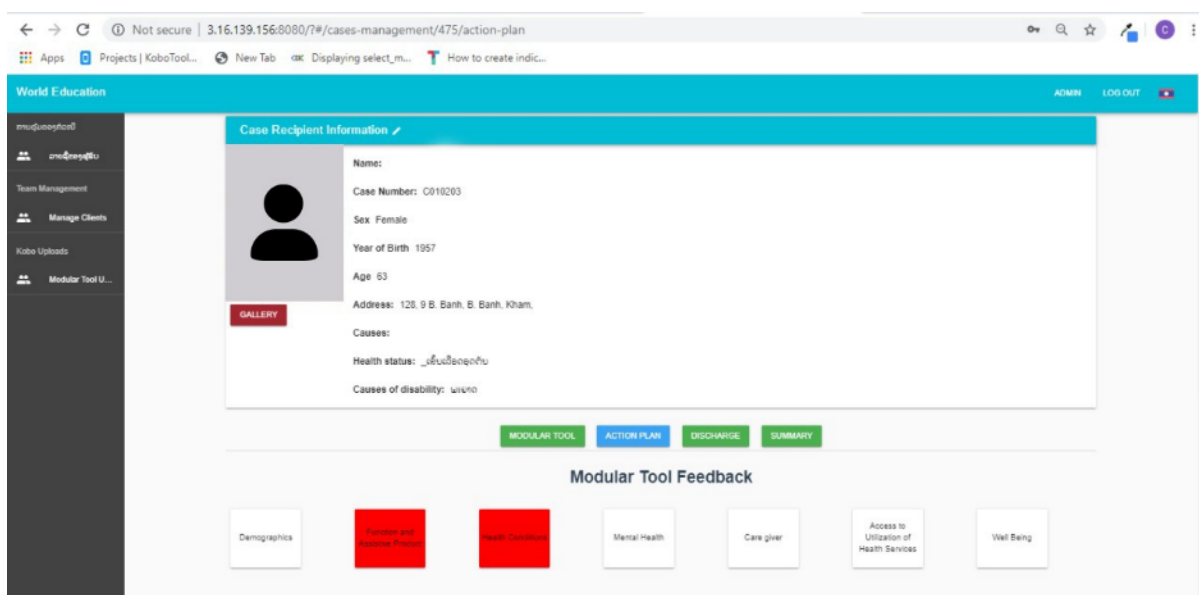 Not secure | 3.16.139.156:8080/?#/cases-management/475/action-plan
Apps Projects | KoboTool... New Tab Displaying select_m... How to create indic...
World Education ADMIN LOG OUT
Team Management
Manage Clients
Kobo Uploads
Modular Tool U...
Case Recipient Information
GALLERY
Name:
Case Number: C010203
Sex Female
Year of Birth 1957
Age 63
Address: 128, 9 B. Banh, B. Banh, Kham,
Causes:
Health status:
Causes of disability:
MODULAR TOOL ACTION PLAN DISCHARGE SUMMARY
Modular Tool Feedback
Demographics
Function and
Assistive Product
Health Conditions
Mental Health
Care giver
Access to
Utilization of
Health Services
Well Being